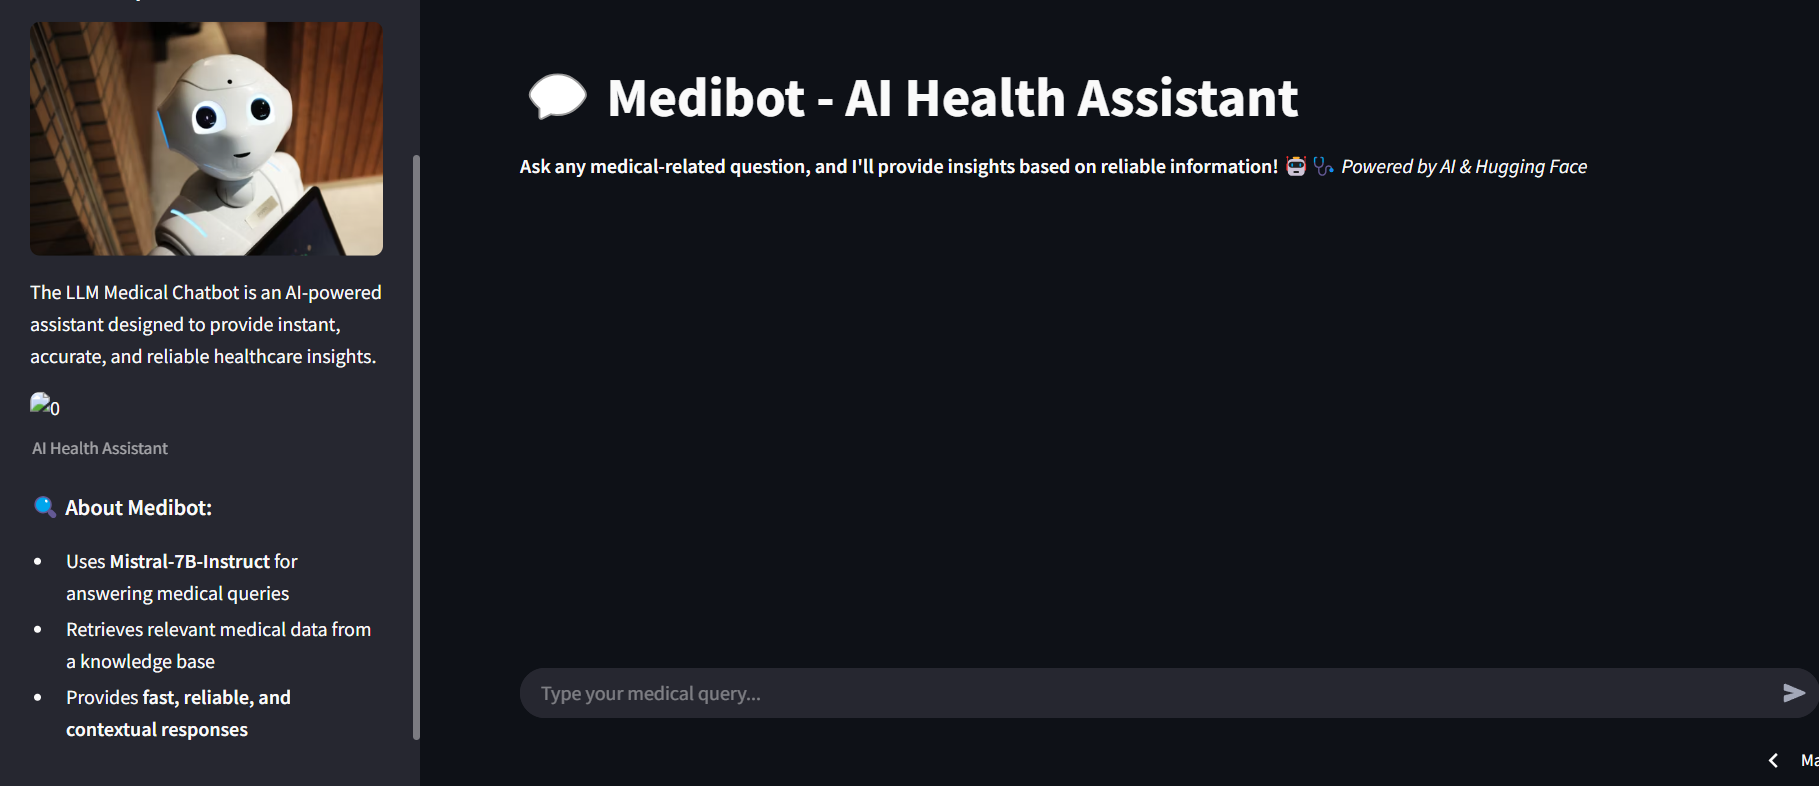 The LLM Medical Chatbot is an AI-powered
assistant designed to provide instant,
accurate, and reliable healthcare insights.
0
AI Health Assistant
About Medibot:
Uses Mistral-7B-Instruct for
answering medical queries
Retrieves relevant medical data from
a knowledge base
Provides fast, reliable, and
contextual responses
Medibot - AI Health Assistant
Ask any medical-related question, and I'll provide insights based on reliable information! Powered by AI & Hugging Face
Type your medical query...